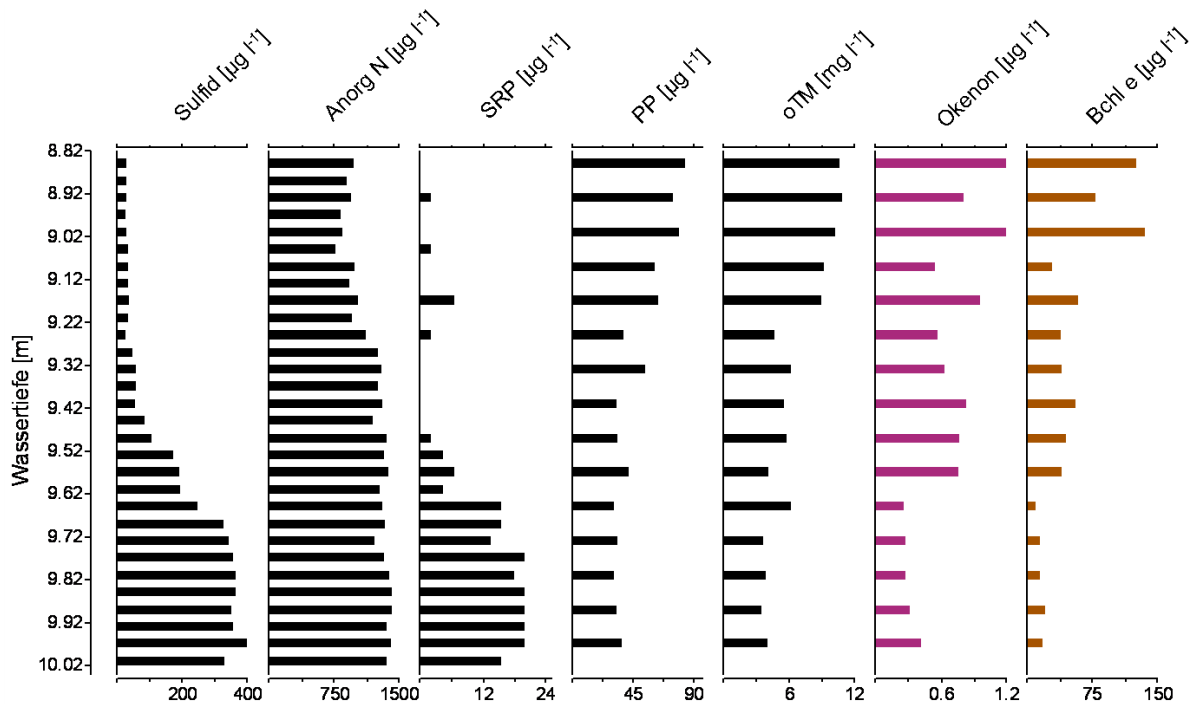 Sulfid [µg l-1]
Anorg N [µg l-1]
SRP [µg l-1]
PP [µg l-1]
oTM [mg l-1]
Okenon [µg l-1]
Bchl e [µg l-1]
Wassertiefe [m]
8.82
8.92
9.02
9.12
9.22
9.32
9.42
9.52
9.62
9.72
9.82
9.92
10.02
200 400
750 1500
12 24
45 90
6 12
0.6 1.2
75 150